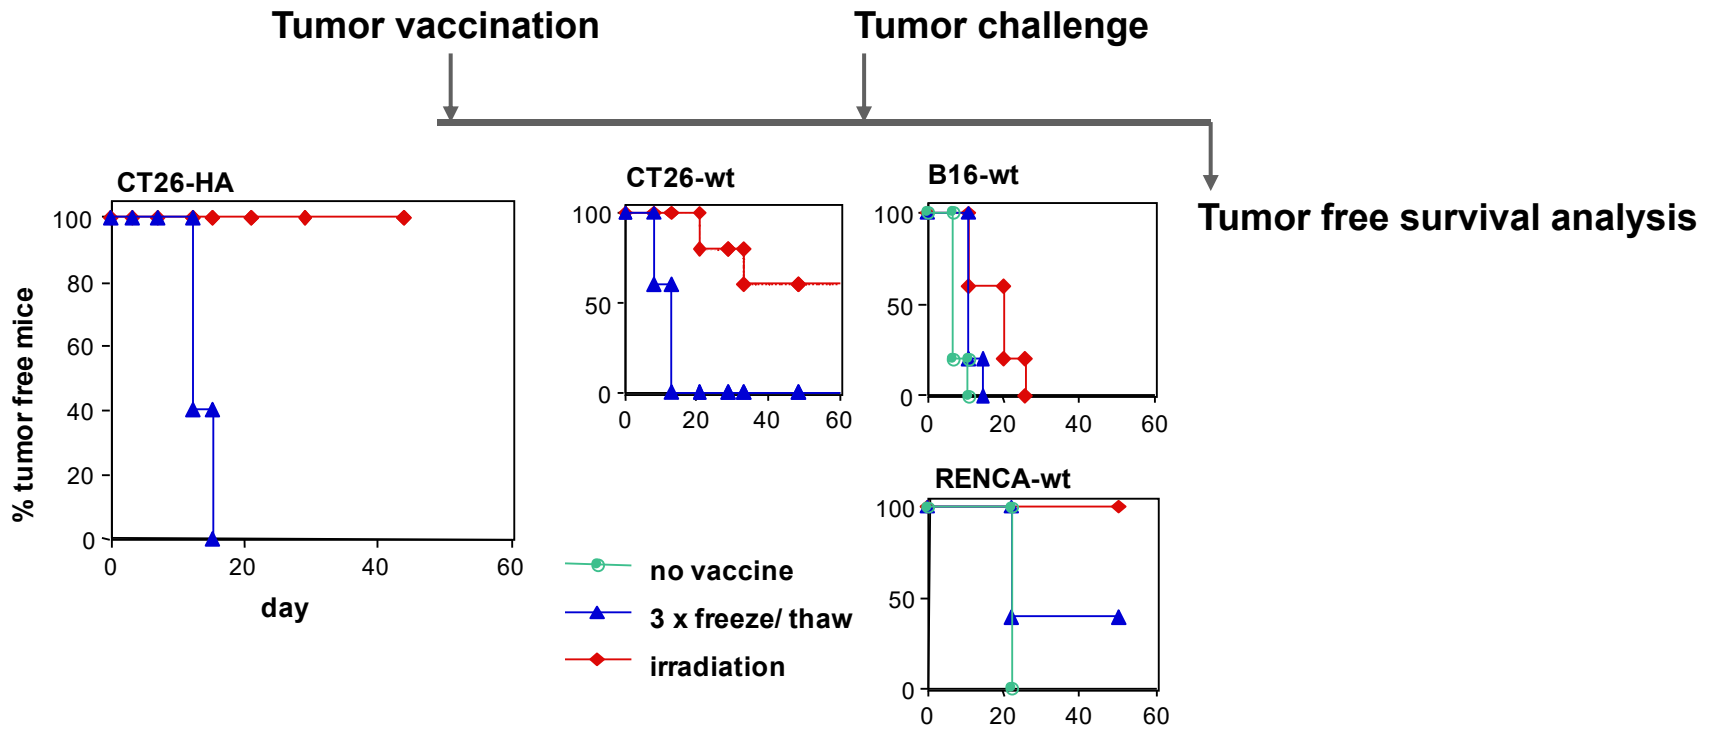 Tumor vaccination
Tumor challenge
Tumor free survival analysis
CT26-HA
% tumor free mice
100
80
60
40
20
0
0 20 40 60
day
CT26-wt
100
50
0
0 20 40 60
B16-wt
100
50
0
0 20 40 60
RENCA-wt
100
50
0
0 20 40 60
no vaccine
3 x freeze/ thaw
irradiation